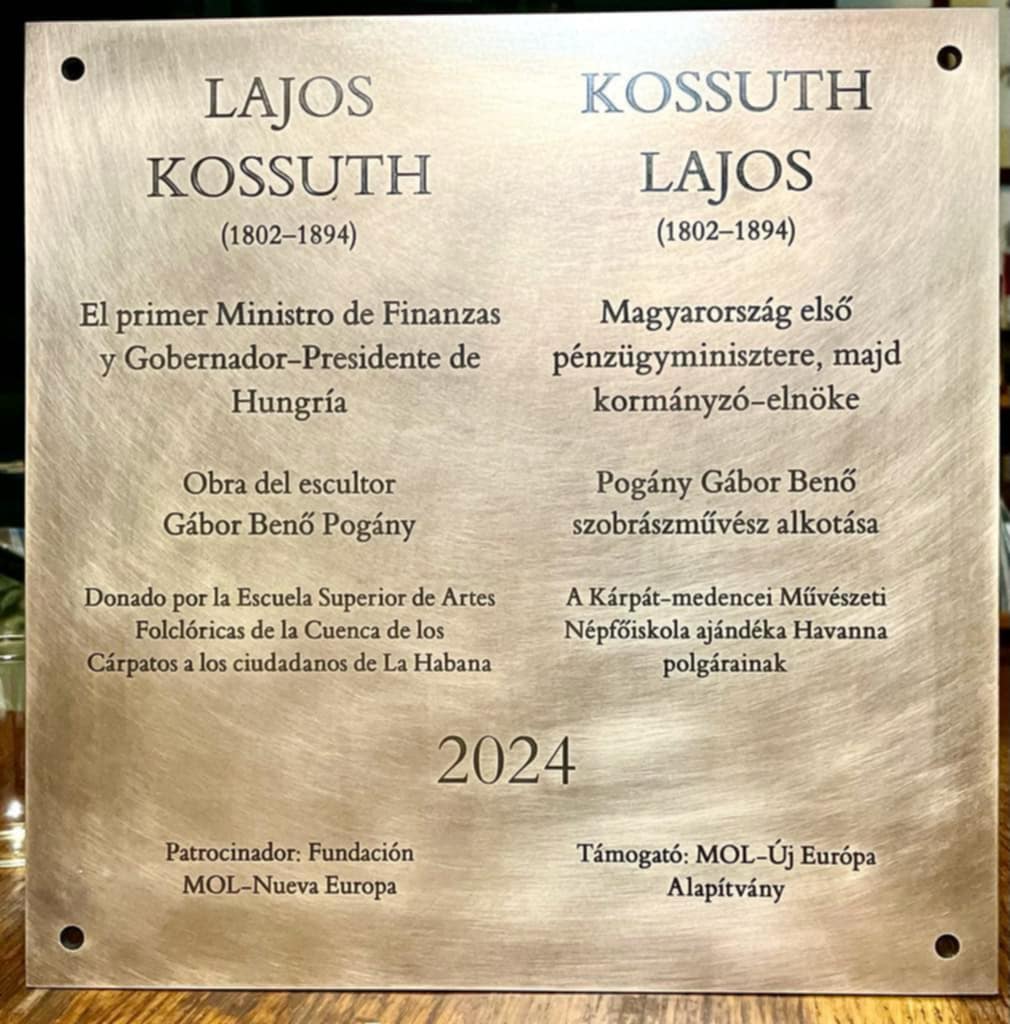 LAJOS
KOSSUTH
(1802–1894)
El primer Ministro de Finanzas
y Gobernador-Presidente de
Hungría
Obra del escultor
Gábor Benő Pogány
Donado por la Escuela Superior de Artes
Folclóricas de la Cuenca de los
Cárpatos a los ciudadanos de La Habana
KOSSUTH
LAJOS
(1802–1894)
Magyarország első
pénzügyminisztere, majd
kormányzó-elnöke
Pogány Gábor Benő
szobrászművész alkotása
A Kárpát-medencei Művészeti
Népfőiskola ajándéka Havanna
polgárainak
2024
Patrocinador: Fundación
MOL-Nueva Europa
Támogató: MOL-Új Európa
Alapítvány